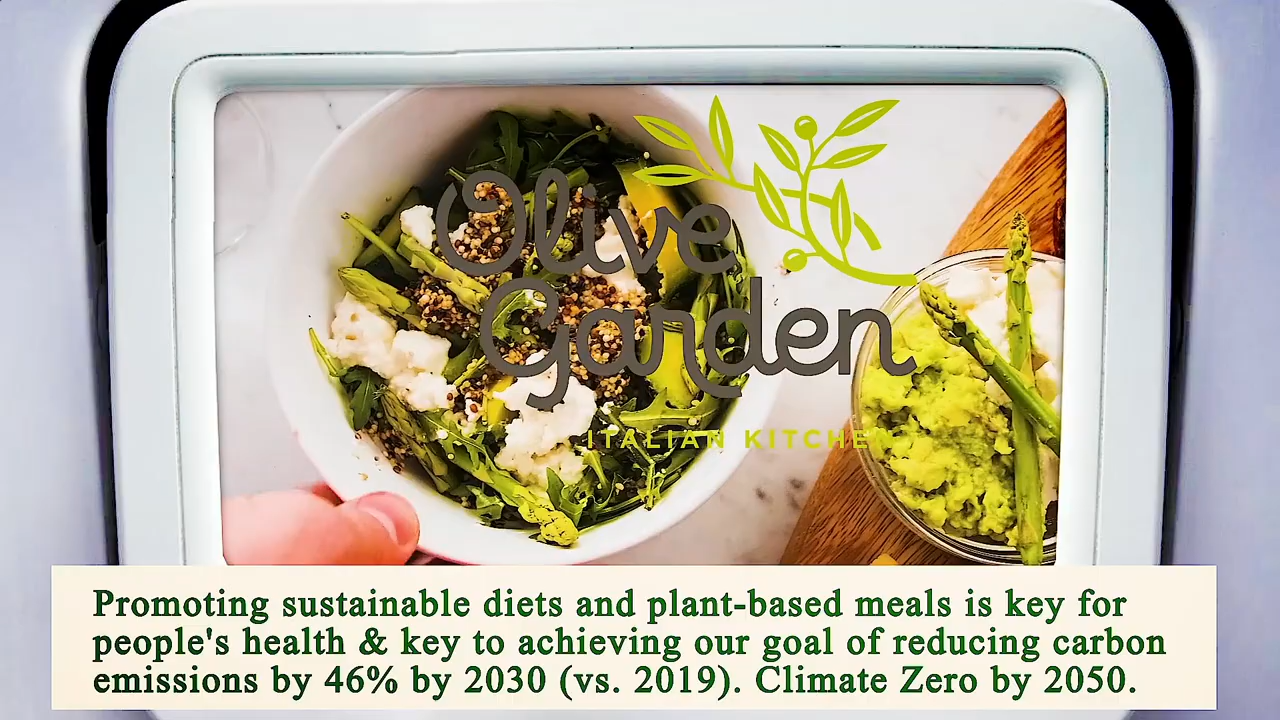 Olive
Garden
ITALIAN KITCHEN
Promoting sustainable diets and plant-based meals is key for
people's health & key to achieving our goal of reducing carbon
emissions by 46% by 2030 (vs. 2019). Climate Zero by 2050.